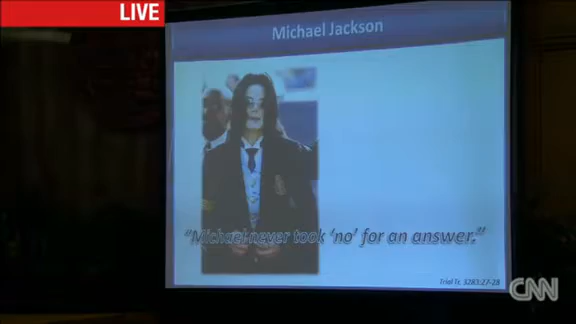 LIVE
Michael Jackson
“Michael never took ‘no’ for an answer.”
Trial Tr. 3283:27-28
CNN